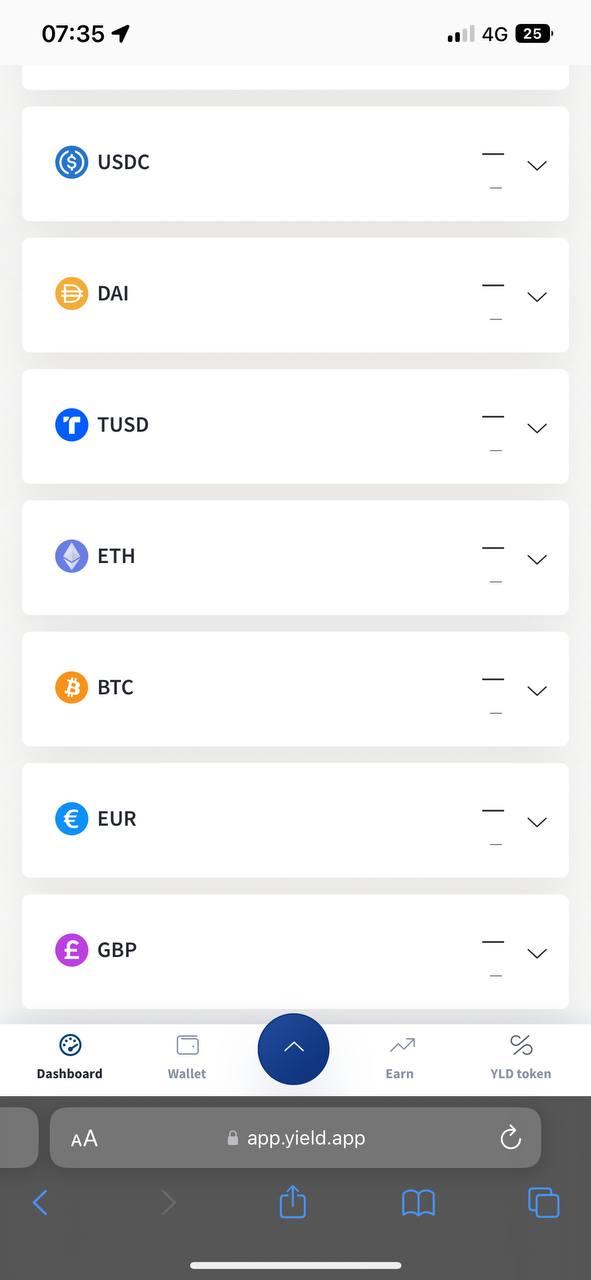 07:35 4G 25
USDC —
—
DAI —
—
TUSD —
—
ETH —
—
BTC —
—
EUR —
—
GBP —
—
Dashboard Wallet Earn YLD token
AA app.yield.app